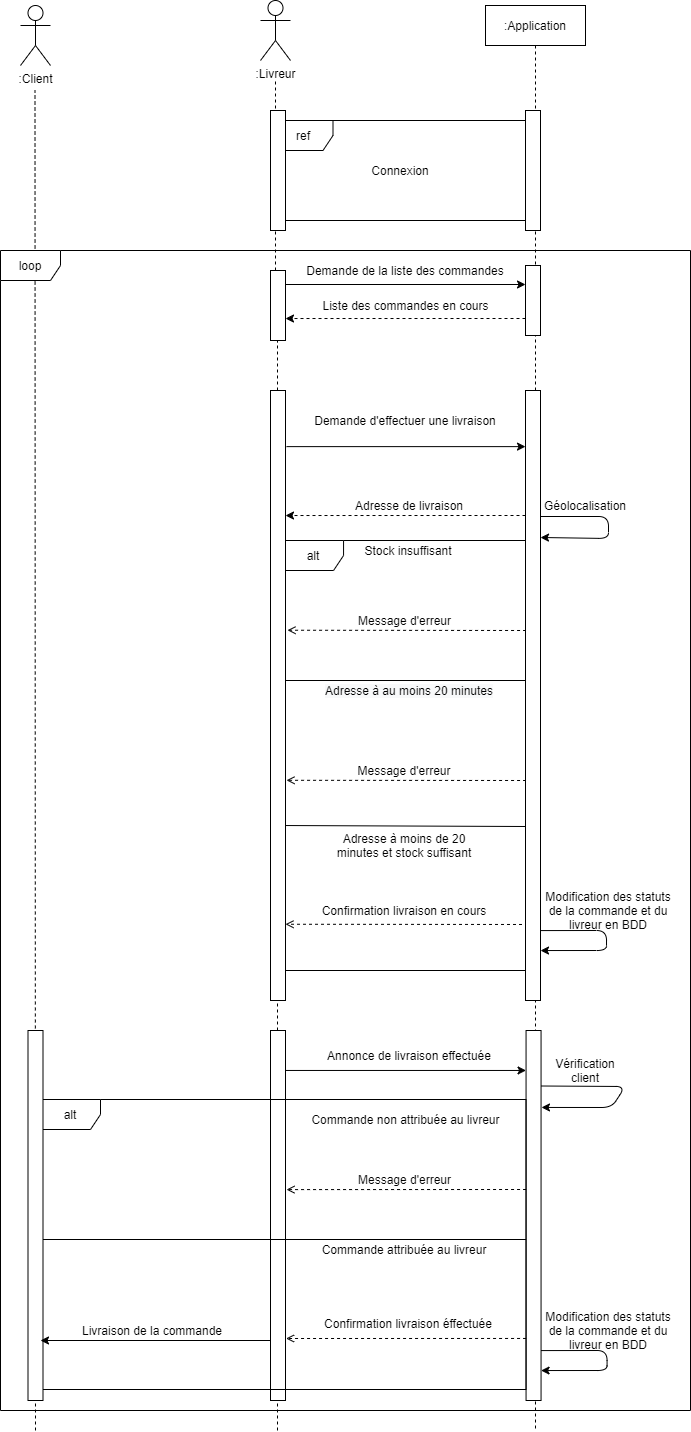 :Client
:Livreur
:Application
ref
Connexion
loop
Demande de la liste des commandes
Liste des commandes en cours
Demande d'effectuer une livraison
Adresse de livraison
Géolocalisation
alt
Stock insuffisant
Message d'erreur
Adresse à au moins 20 minutes
Message d'erreur
Adresse à moins de 20
minutes et stock suffisant
Confirmation livraison en cours
Modification des statuts
de la commande et du
livreur en BDD
Annonce de livraison effectuée
Vérification
client
alt
Commande non attribuée au livreur
Message d'erreur
Commande attribuée au livreur
Confirmation livraison éffectuée
Livraison de la commande
Modification des statuts
de la commande et du
livreur en BDD